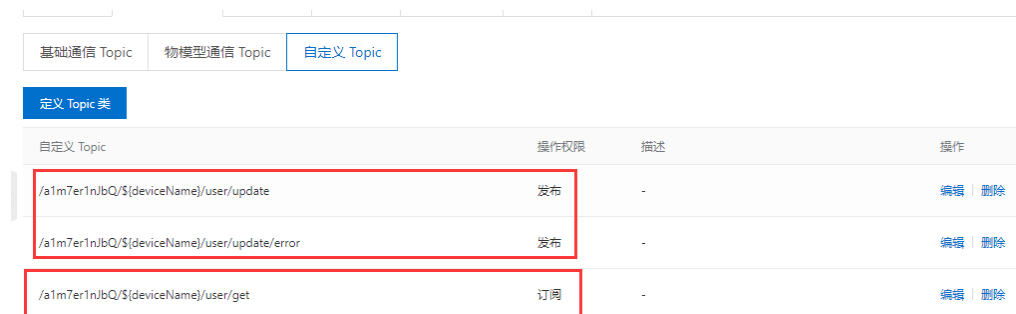 基础通信 Topic 物模型通信 Topic 自定义 Topic
定义 Topic 类
自定义 Topic 操作权限 描述 操作
/a1m7er1nJbQ/${deviceName}/user/update 发布 - 编辑 删除
/a1m7er1nJbQ/${deviceName}/user/update/error 发布 - 编辑 删除
/a1m7er1nJbQ/${deviceName}/user/get 订阅 - 编辑 删除